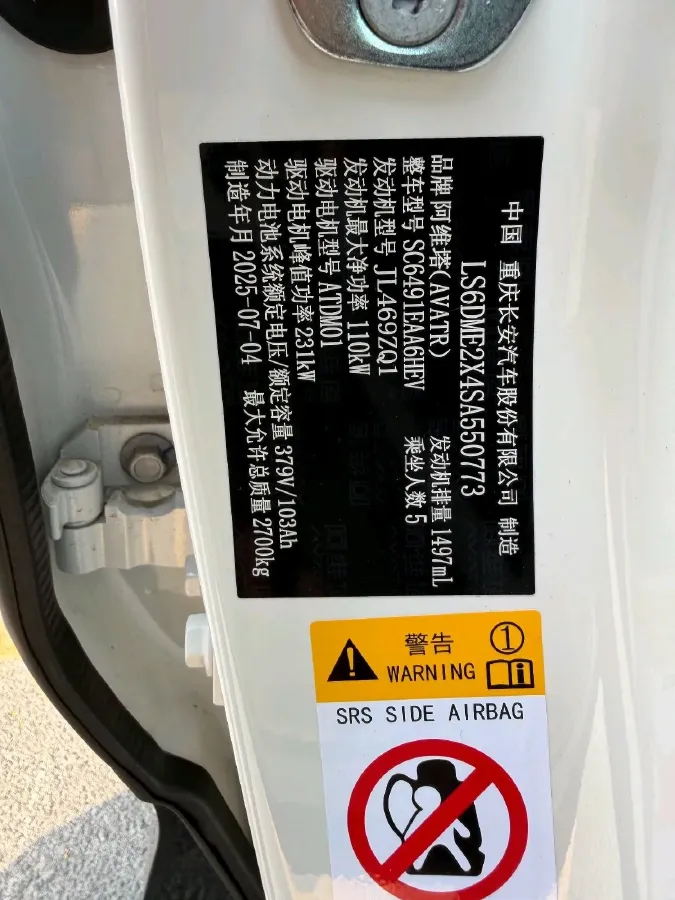 中国 重庆长安汽车股份有限公司 制造
LS6DME2X4SA550773
品牌 阿维塔(AVATR)
整车型号 SC6491EAA6HEV 发动机排量 1497mL
发动机型号 JL469ZQ1 乘坐人数 5
发动机最大净功率 110kW
驱动电机型号 ATDM01
驱动电机峰值功率 231kW
动力电池系统额定电压/额定容量 379V/103Ah
制造年月 2025-07-04 最大允许总质量 2700kg
警告 1
WARNING i
SRS SIDE AIRBAG